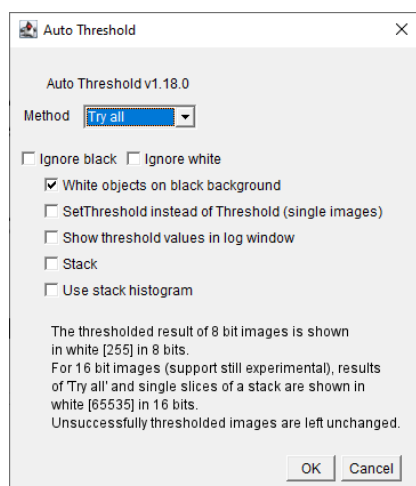 Auto Threshold
Auto Threshold v1.18.0
Method Try all
Ignore black Ignore white
White objects on black background
SetThreshold instead of Threshold (single images)
Show threshold values in log window
Stack
Use stack histogram
The thresholded result of 8 bit images is shown
in white [255] in 8 bits.
For 16 bit images (support still experimental), results
of 'Try all' and single slices of a stack are shown in
white [65535] in 16 bits.
Unsuccessfully thresholded images are left unchanged.
OK Cancel